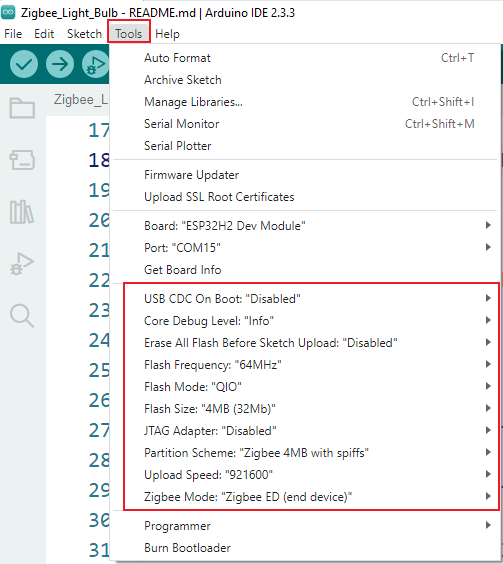 Zigbee_Light_Bulb - README.md | Arduino IDE 2.3.3
File Edit Sketch Tools Help
Auto Format Ctrl+T
Archive Sketch
Zigbee_L
Manage Libraries... Ctrl+Shift+I
17
Serial Monitor Ctrl+Shift+M
Serial Plotter
18
Firmware Updater
19
Upload SSL Root Certificates
20
Board: "ESP32H2 Dev Module"
21
Port: "COM15"
Get Board Info
22
USB CDC On Boot: "Disabled"
23
Core Debug Level: "Info"
24
Erase All Flash Before Sketch Upload: "Disabled"
25
Flash Frequency: "64MHz"
Flash Mode: "QIO"
26
Flash Size: "4MB (32Mb)"
27
JTAG Adapter: "Disabled"
Partition Scheme: "Zigbee 4MB with spiffs"
28
Upload Speed: "921600"
29
Zigbee Mode: "Zigbee ED (end device)"
30
Programmer
31
Burn Bootloader